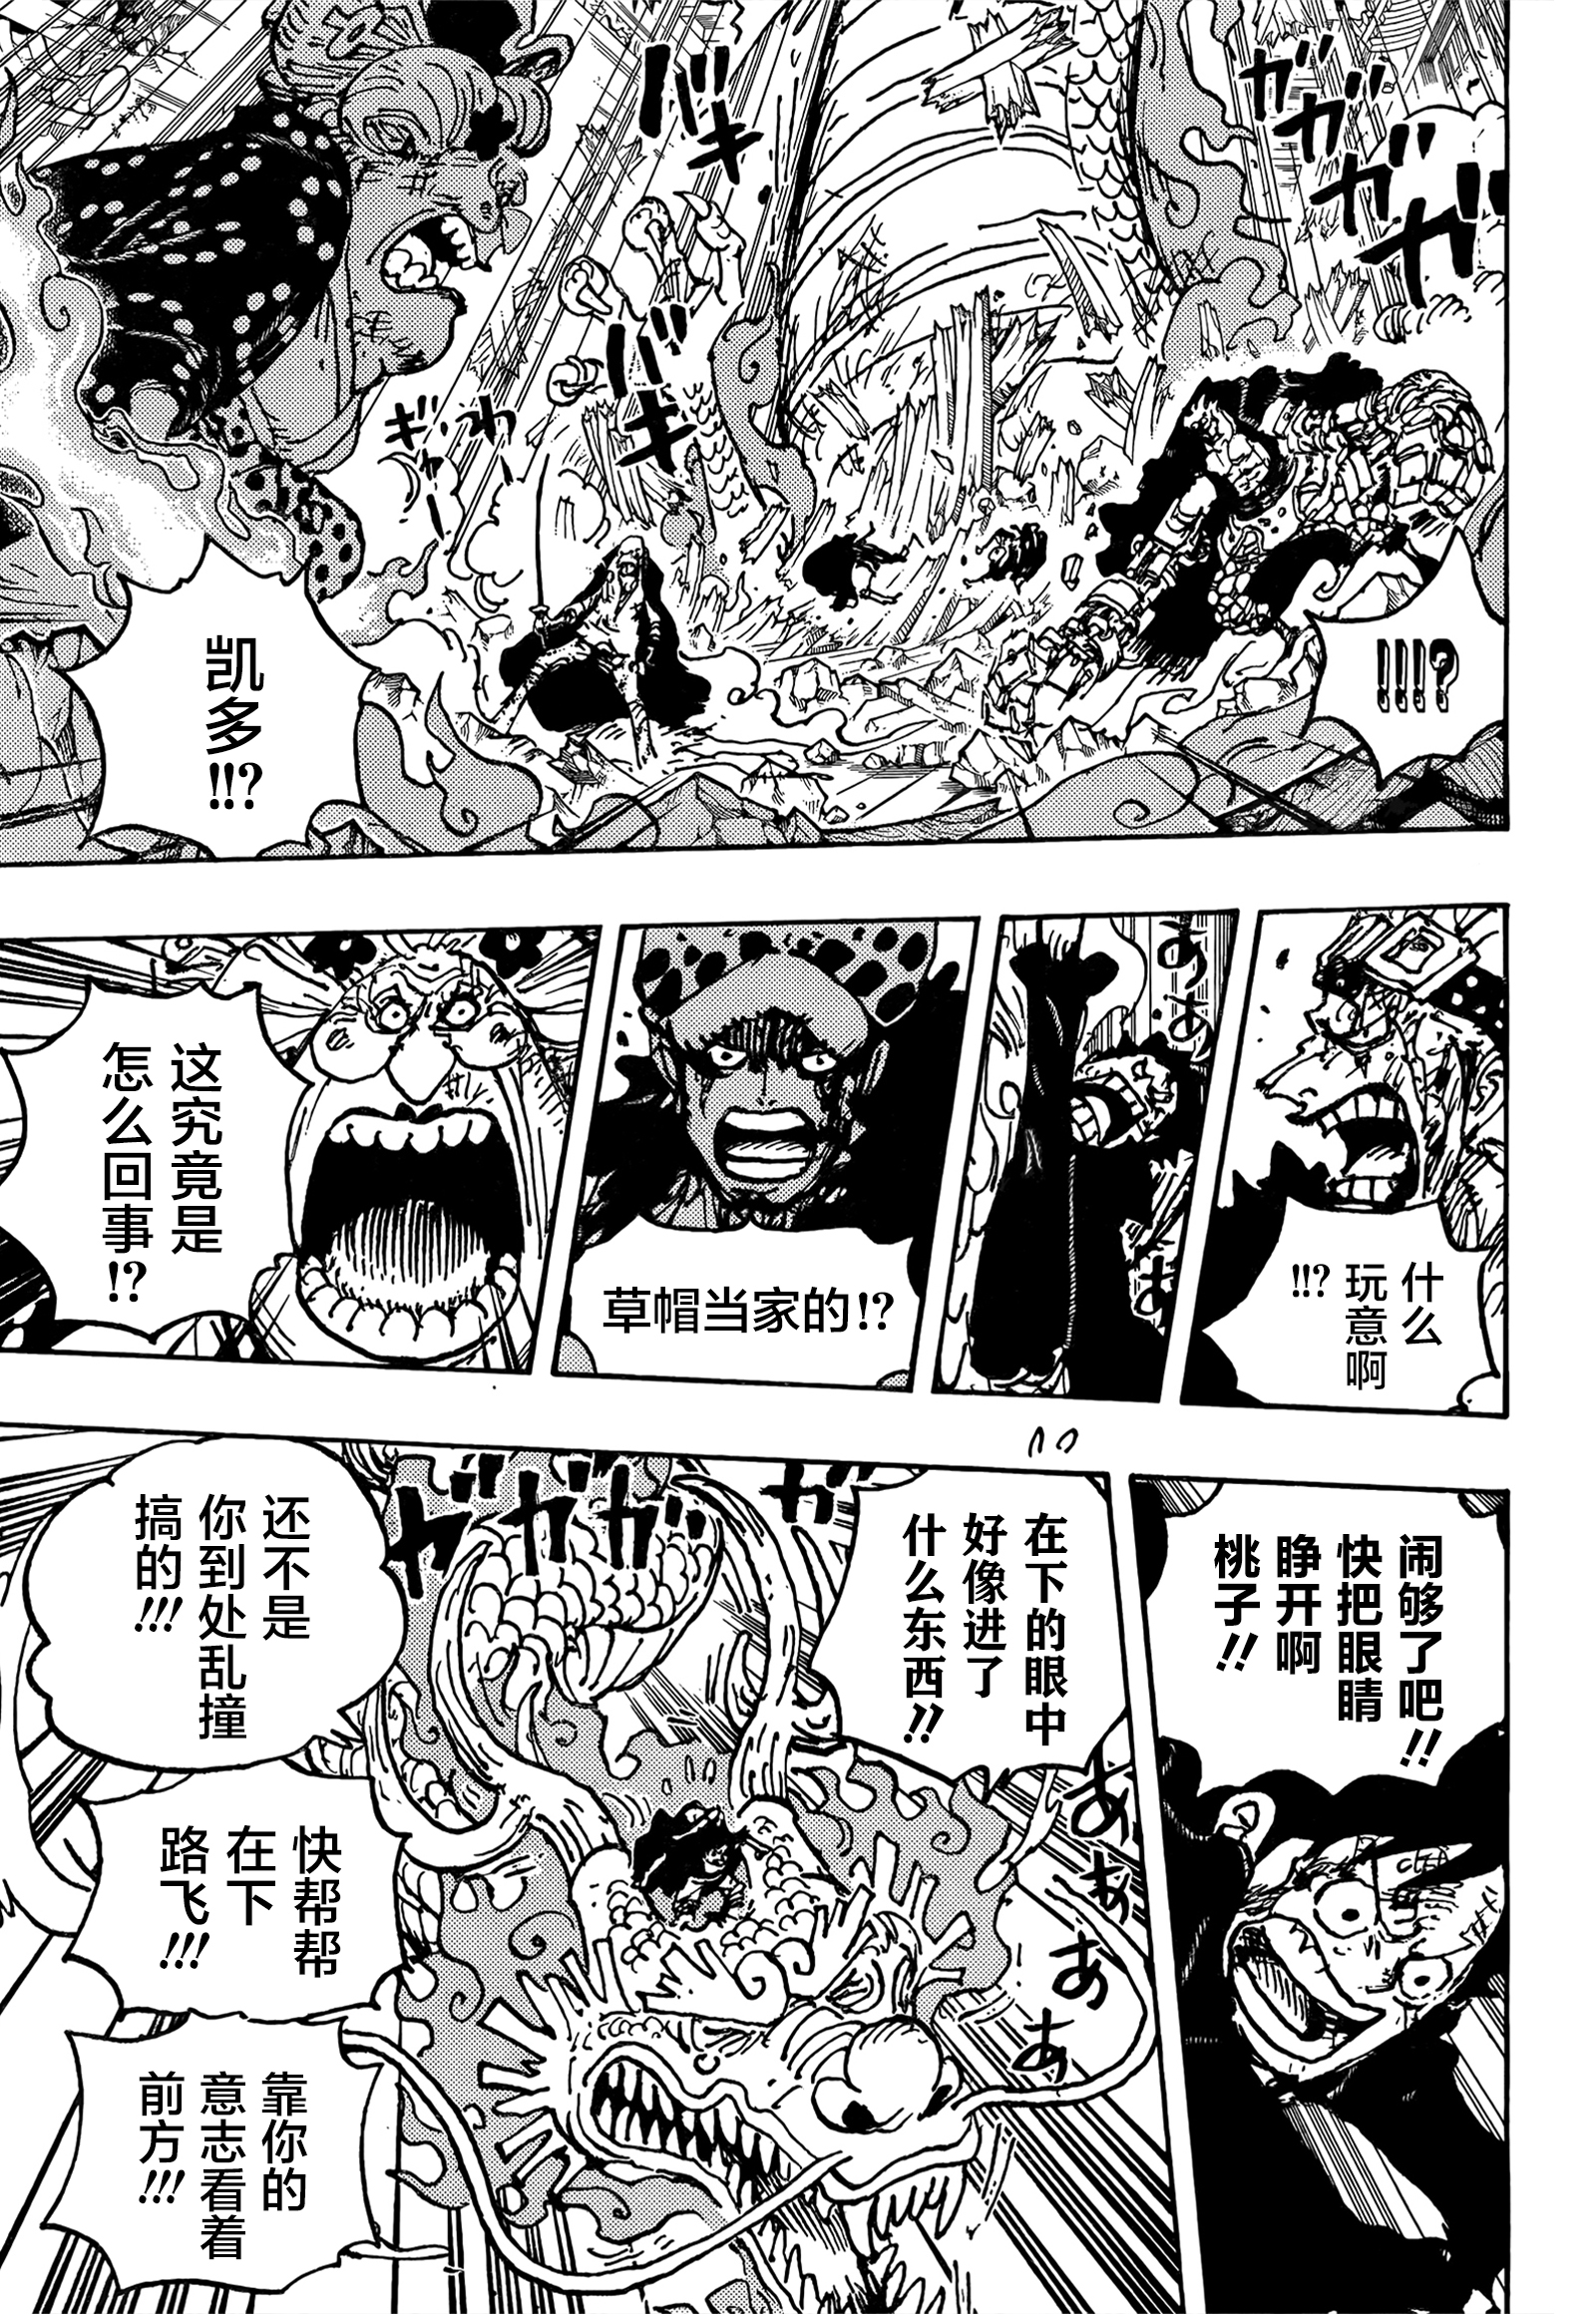 バキ
バキ
ガガガガ
ギャーわ
!!!!?
凯
多
!!?
什么
玩意啊
!!?
ああ
あ
草帽当家的!?
这究竟是
怎么回事!?
闹够了吧!!
快把眼睛
睁开啊
桃子!!
在下的眼中
好像进了
什么东西!!
ガガガガ
ああああ
还不是
你到处乱撞
搞的!!!
快帮帮
在下
路飞!!!
靠你的
意志看着
前方!!!